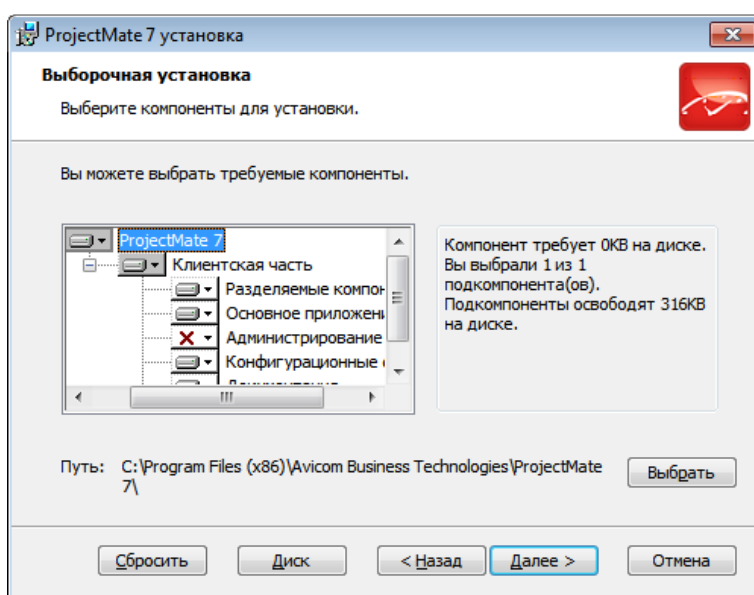 ProjectMate 7 установка
Выборочная установка
Выберите компоненты для установки.
Вы можете выбрать требуемые компоненты.
ProjectMate 7
Клиентская часть
Разделяемые компон
Основное приложени
Администрирование
Конфигурационные
Компонент требует 0KB на диске.
Вы выбрали 1 из 1
подкомпонента(ов).
Подкомпоненты освободят 316KB
на диске.
Путь: C:\Program Files (x86)\Avicom Business Technologies\ProjectMate
7\
Выбрать
Сбросить Диск < Назад Далее > Отмена